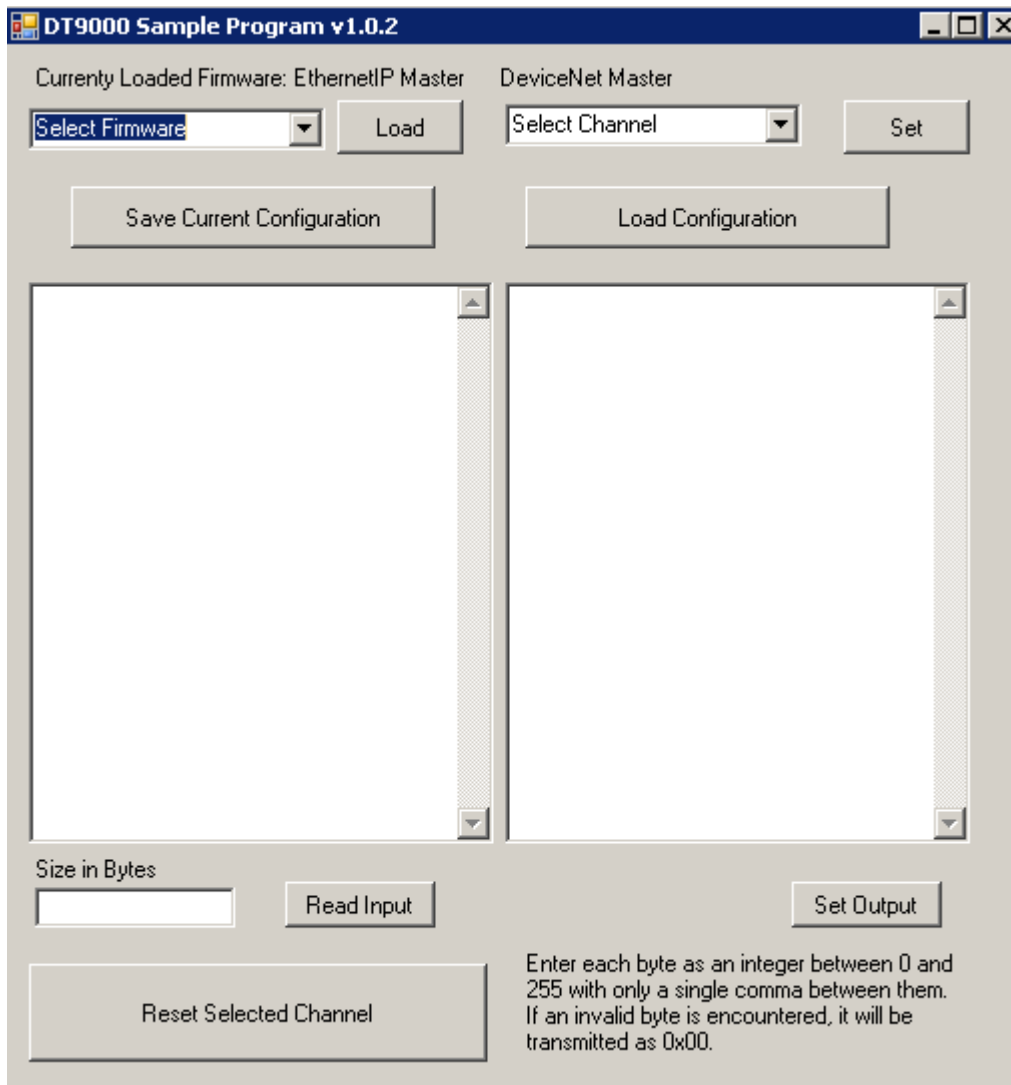 DT9000 Sample Program v1.0.2
Currenty Loaded Firmware: EthernetIP Master
DeviceNet Master
Select Firmware
Load
Select Channel
Set
Save Current Configuration
Load Configuration
Size in Bytes
Read Input
Set Output
Reset Selected Channel
Enter each byte as an integer between 0 and
255 with only a single comma between them.
If an invalid byte is encountered, it will be
transmitted as 0x00.